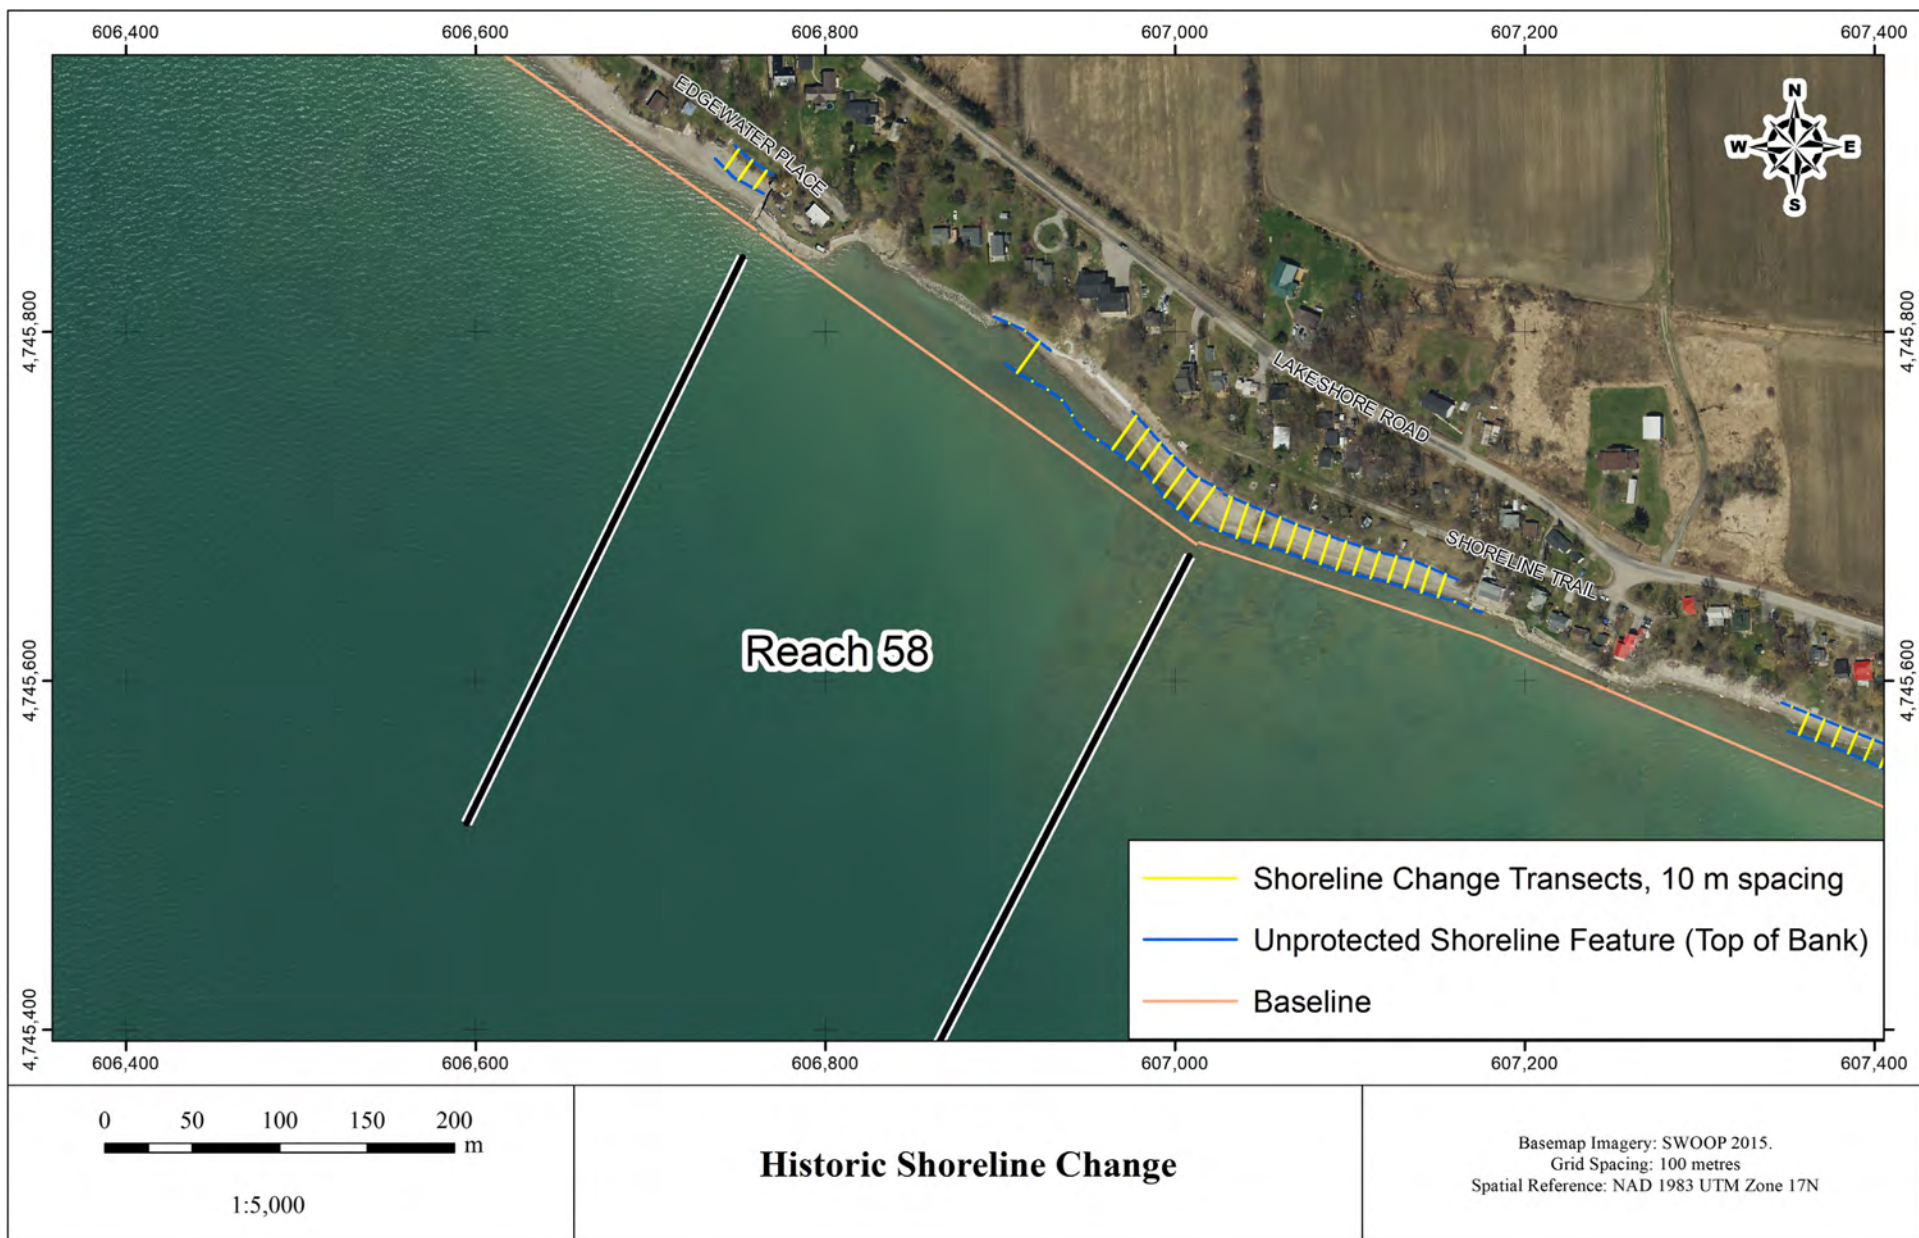 606,400 606,600 606,800 607,000 607,200 607,400
N
W E
S
EDGEWATER PLACE
4,745,800 4,745,800
LAKESHORE ROAD
SHORELINE TRAIL
Reach 58
4,745,600 4,745,600
Shoreline Change Transects, 10 m spacing
Unprotected Shoreline Feature (Top of Bank)
Baseline
4,745,400
606,400 606,600 606,800 607,000 607,200 607,400
0 50 100 150 200
m
1:5,000
Historic Shoreline Change
Basemap Imagery: SWOOP 2015.
Grid Spacing: 100 metres
Spatial Reference: NAD 1983 UTM Zone 17N